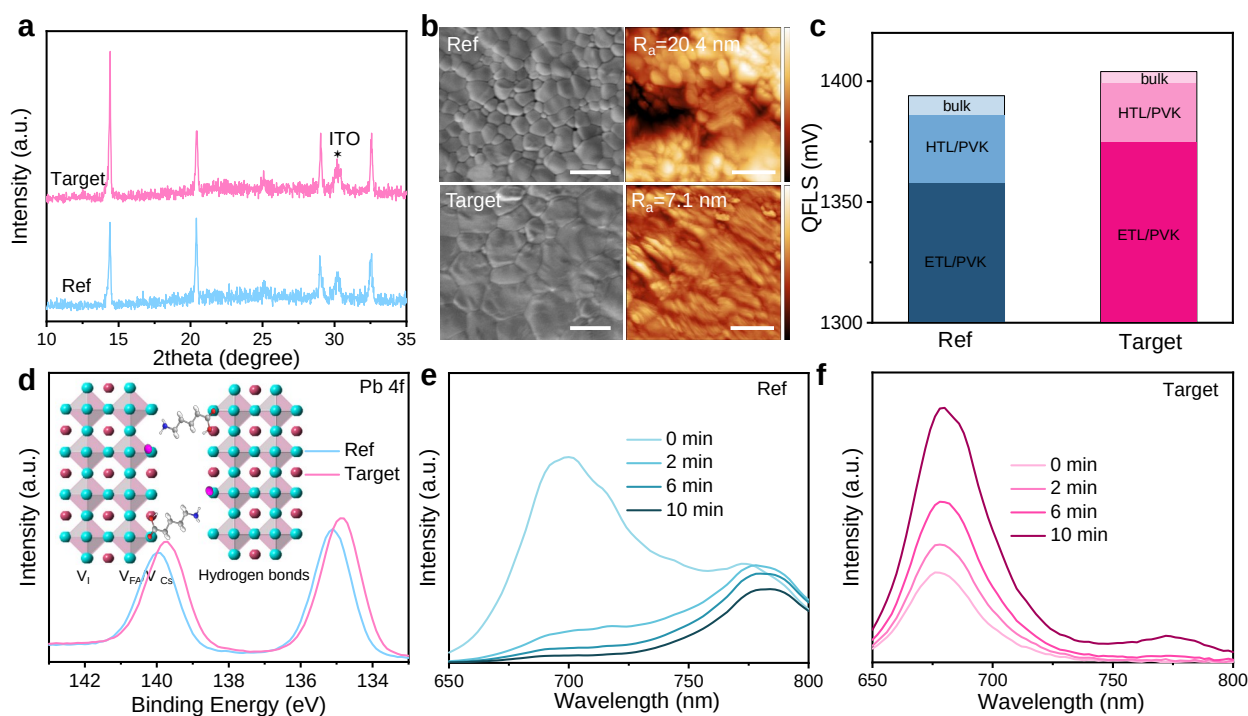 a
Intensity (a.u.)
Target
Ref
ITO
✶
10 15 20 25 30 35
2theta (degree)
b
Ref
Rₐ=20.4 nm
Target
Rₐ=7.1 nm
c
QFLS (mV)
1400
1350
1300
bulk
HTL/PVK
ETL/PVK
bulk
HTL/PVK
ETL/PVK
Ref Target
d
Pb 4f
Intensity (a.u.)
Ref
Target
V_I V_FA/V_Cs Hydrogen bonds
142 140 138 136 134
Binding Energy (eV)
e
Ref
Intensity (a.u.)
0 min
2 min
6 min
10 min
650 700 750 800
Wavelength (nm)
f
Target
Intensity (a.u.)
0 min
2 min
6 min
10 min
650 700 750 800
Wavelength (nm)